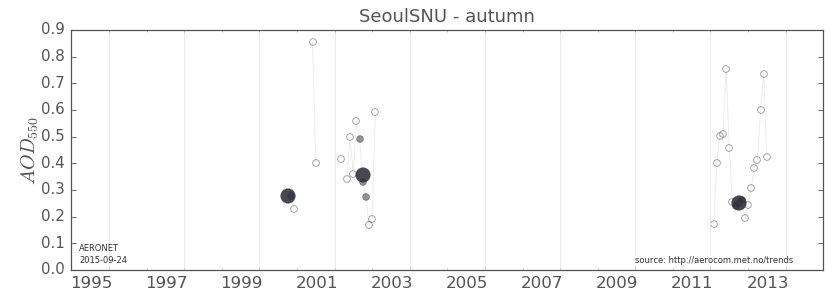 SeoulSNU - autumn
0.9
0.8
0.7
0.6
0.5
0.4
0.3
0.2
0.1
0.0
AOD550
AERONET
2015-09-24
source: http://aerocom.met.no/trends
1995 1997 1999 2001 2003 2005 2007 2009 2011 2013